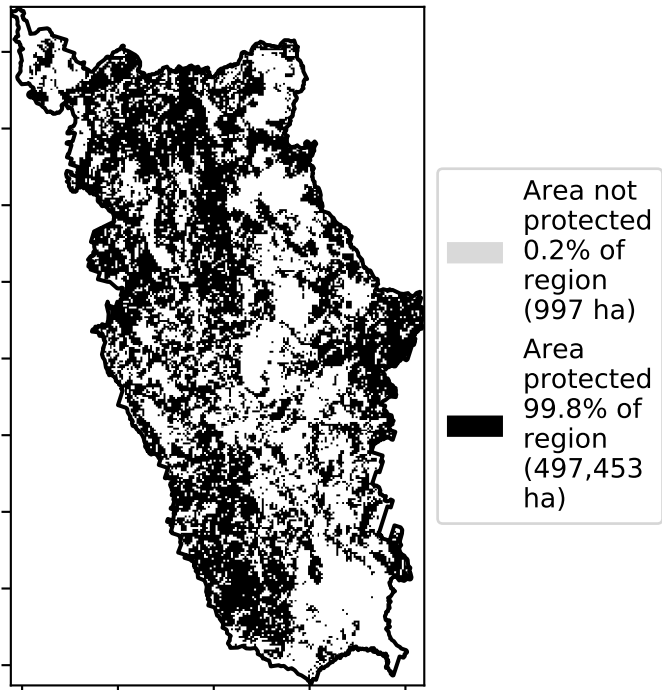 Area not
protected
0.2% of
region
(997 ha)
Area
protected
99.8% of
region
(497,453
ha)